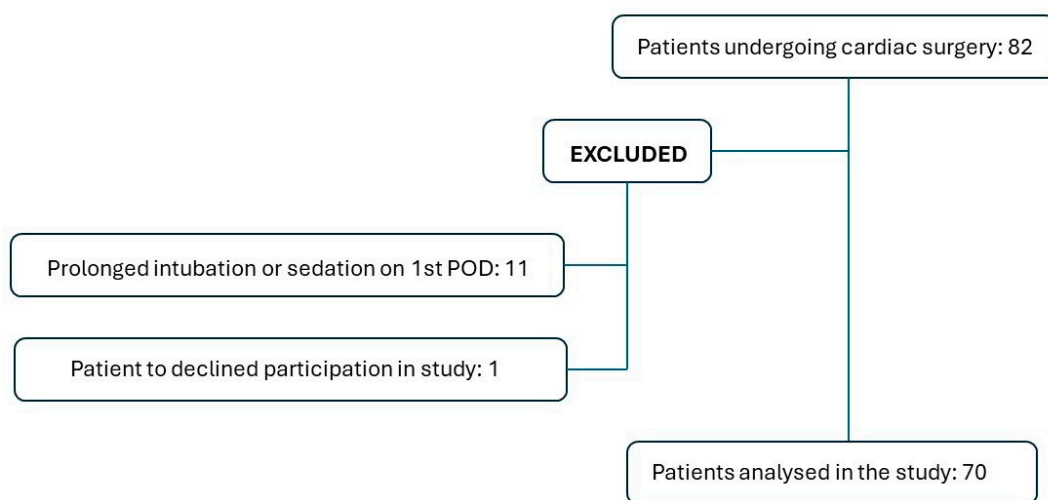 Patients undergoing cardiac surgery: 82
EXCLUDED
Prolonged intubation or sedation on 1st POD: 11
Patient to declined participation in study: 1
Patients analysed in the study: 70